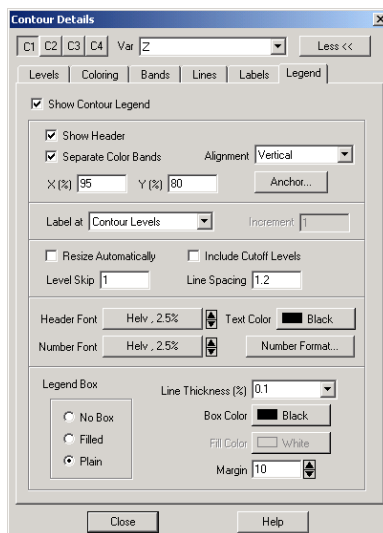 Contour Details
C1 C2 C3 C4 Var Z Less <<
Levels Coloring Bands Lines Labels Legend
Show Contour Legend
Show Header
Separate Color Bands Alignment Vertical
X (%) 95 Y (%) 80 Anchor...
Label at Contour Levels Increment 1
Resize Automatically Include Cutoff Levels
Level Skip 1 Line Spacing 1.2
Header Font Helv , 2.5% Text Color Black
Number Font Helv , 2.5% Number Format...
Legend Box Line Thickness (%) 0.1
No Box Box Color Black
Filled Fill Color White
Plain Margin 10
Close Help